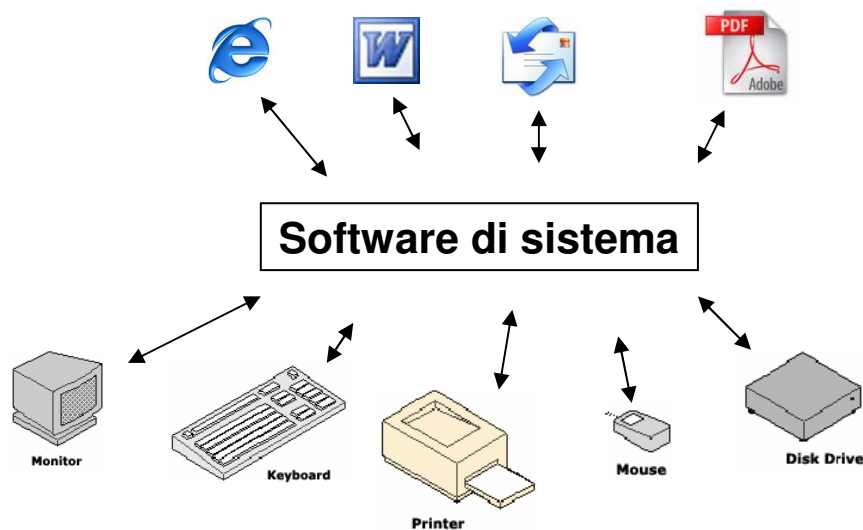 W
PDF
Adobe
Software di sistema
Monitor
Keyboard
Printer
Mouse
Disk Drive